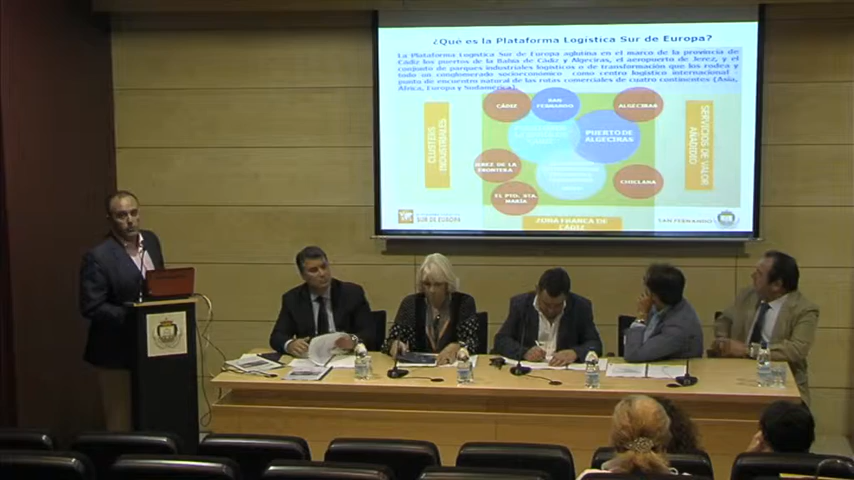 ¿Qué es la Plataforma Logística Sur de Europa?
La Plataforma Logística Sur de Europa aglutina en el marco de la provincia de
Cádiz los puertos de la Bahía de Cádiz y Algeciras, el aeropuerto de Jerez, y el
conjunto de parques industriales logísticos o de transformación que los rodea y
todo un conglomerado socioeconómico como centro logístico internacional -
punto de encuentro natural de las rotas comerciales de cuatro continentes (Asia,
África, Europa y Sudamérica).
CÁDIZ
SAN
FERNANDO
ALGECIRAS
CLUSTERS
INDUSTRIALES
PUERTO DE
ALGECIRAS
SERVICIOS DE VALOR
AÑADIDO
JEREZ DE LA
FRONTERA
CHICLANA
EL PTO. STA.
MARÍA
ZONA FRANCA DE
CÁDIZ
SUR DE EUROPA
SAN FERNANDO